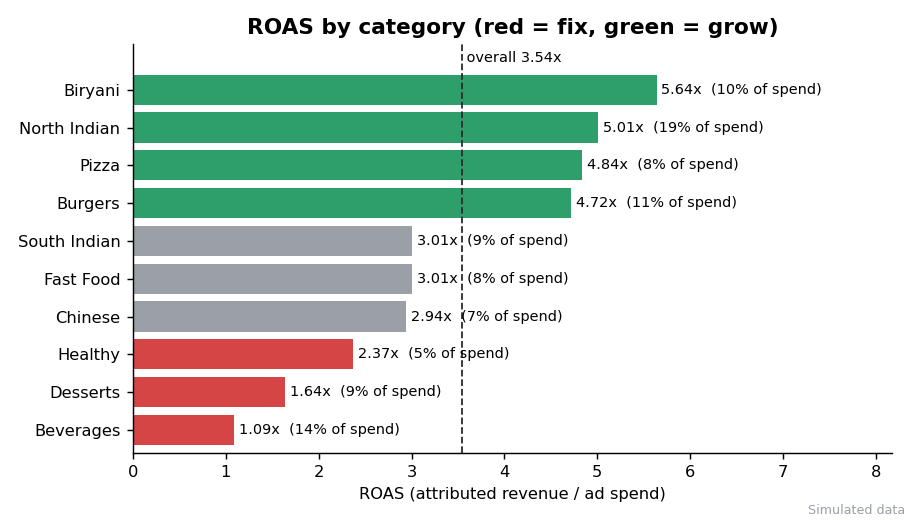 ROAS by category (red = fix, green = grow)
overall 3.54x
Biryani 5.64x (10% of spend)
North Indian 5.01x (19% of spend)
Pizza 4.84x (8% of spend)
Burgers 4.72x (11% of spend)
South Indian 3.01x (9% of spend)
Fast Food 3.01x (8% of spend)
Chinese 2.94x (7% of spend)
Healthy 2.37x (5% of spend)
Desserts 1.64x (9% of spend)
Beverages 1.09x (14% of spend)
0 1 2 3 4 5 6 7 8
ROAS (attributed revenue / ad spend)
Simulated data